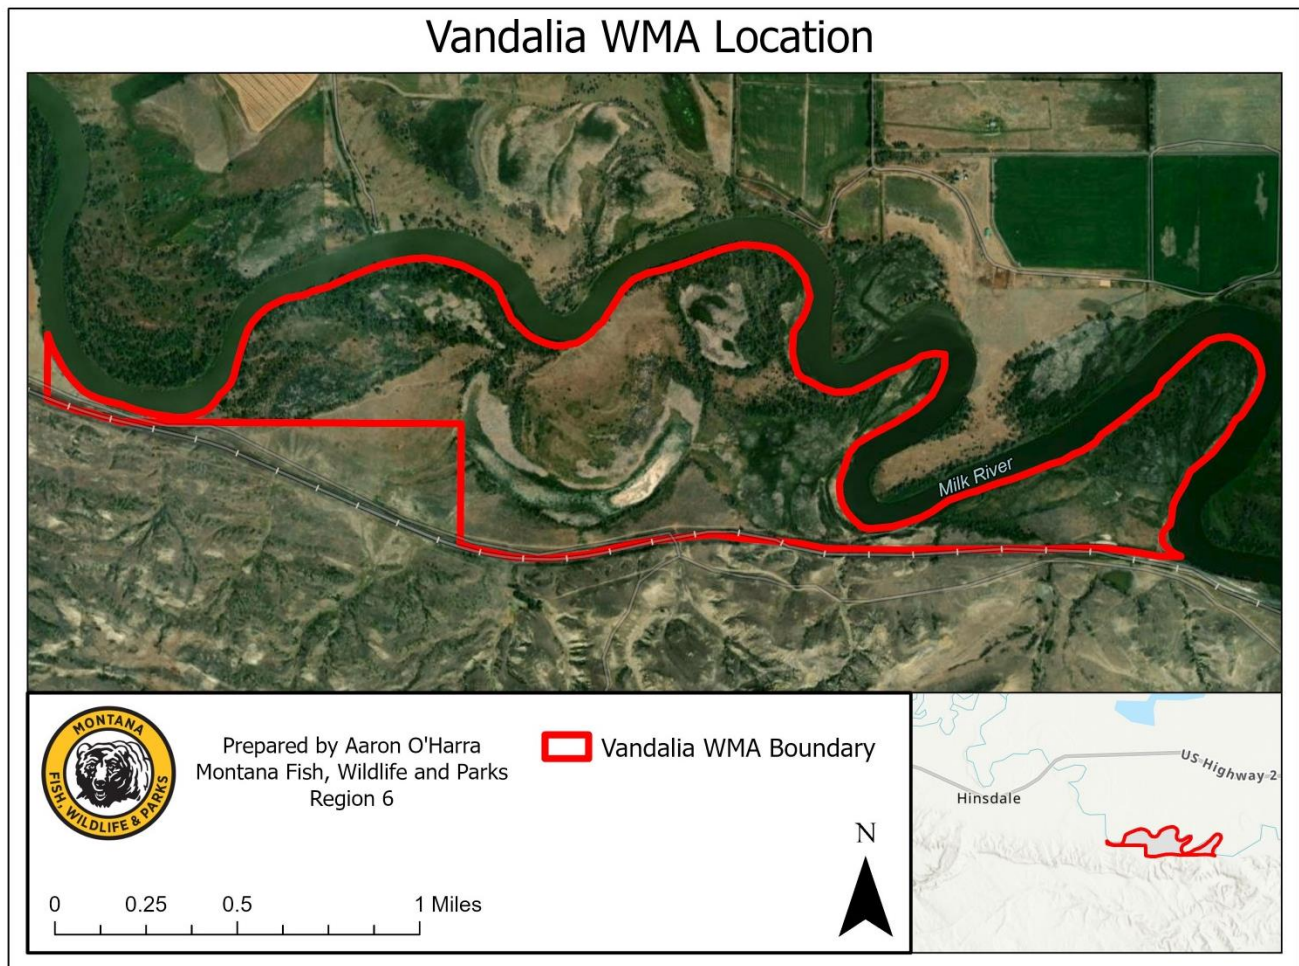 Vandalia WMA Location
Milk River
MONTANA
FISH, WILDLIFE & PARKS
Prepared by Aaron O'Harra
Montana Fish, Wildlife and Parks
Region 6
Vandalia WMA Boundary
N
0 0.25 0.5 1 Miles
US Highway 2
Hinsdale